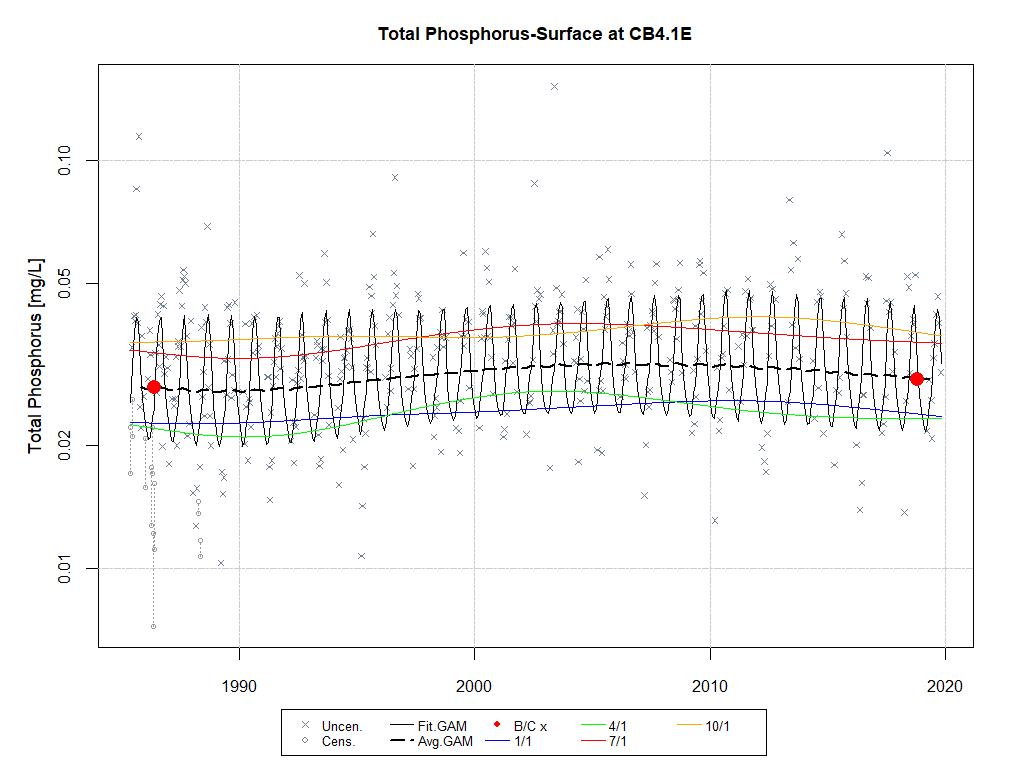 Total Phosphorus-Surface at CB4.1E
Total Phosphorus [mg/L]
0.10
0.05
0.02
0.01
1990 2000 2010 2020
Uncen. Fit.GAM B/C x 4/1 10/1
Cens. Avg.GAM 1/1 7/1